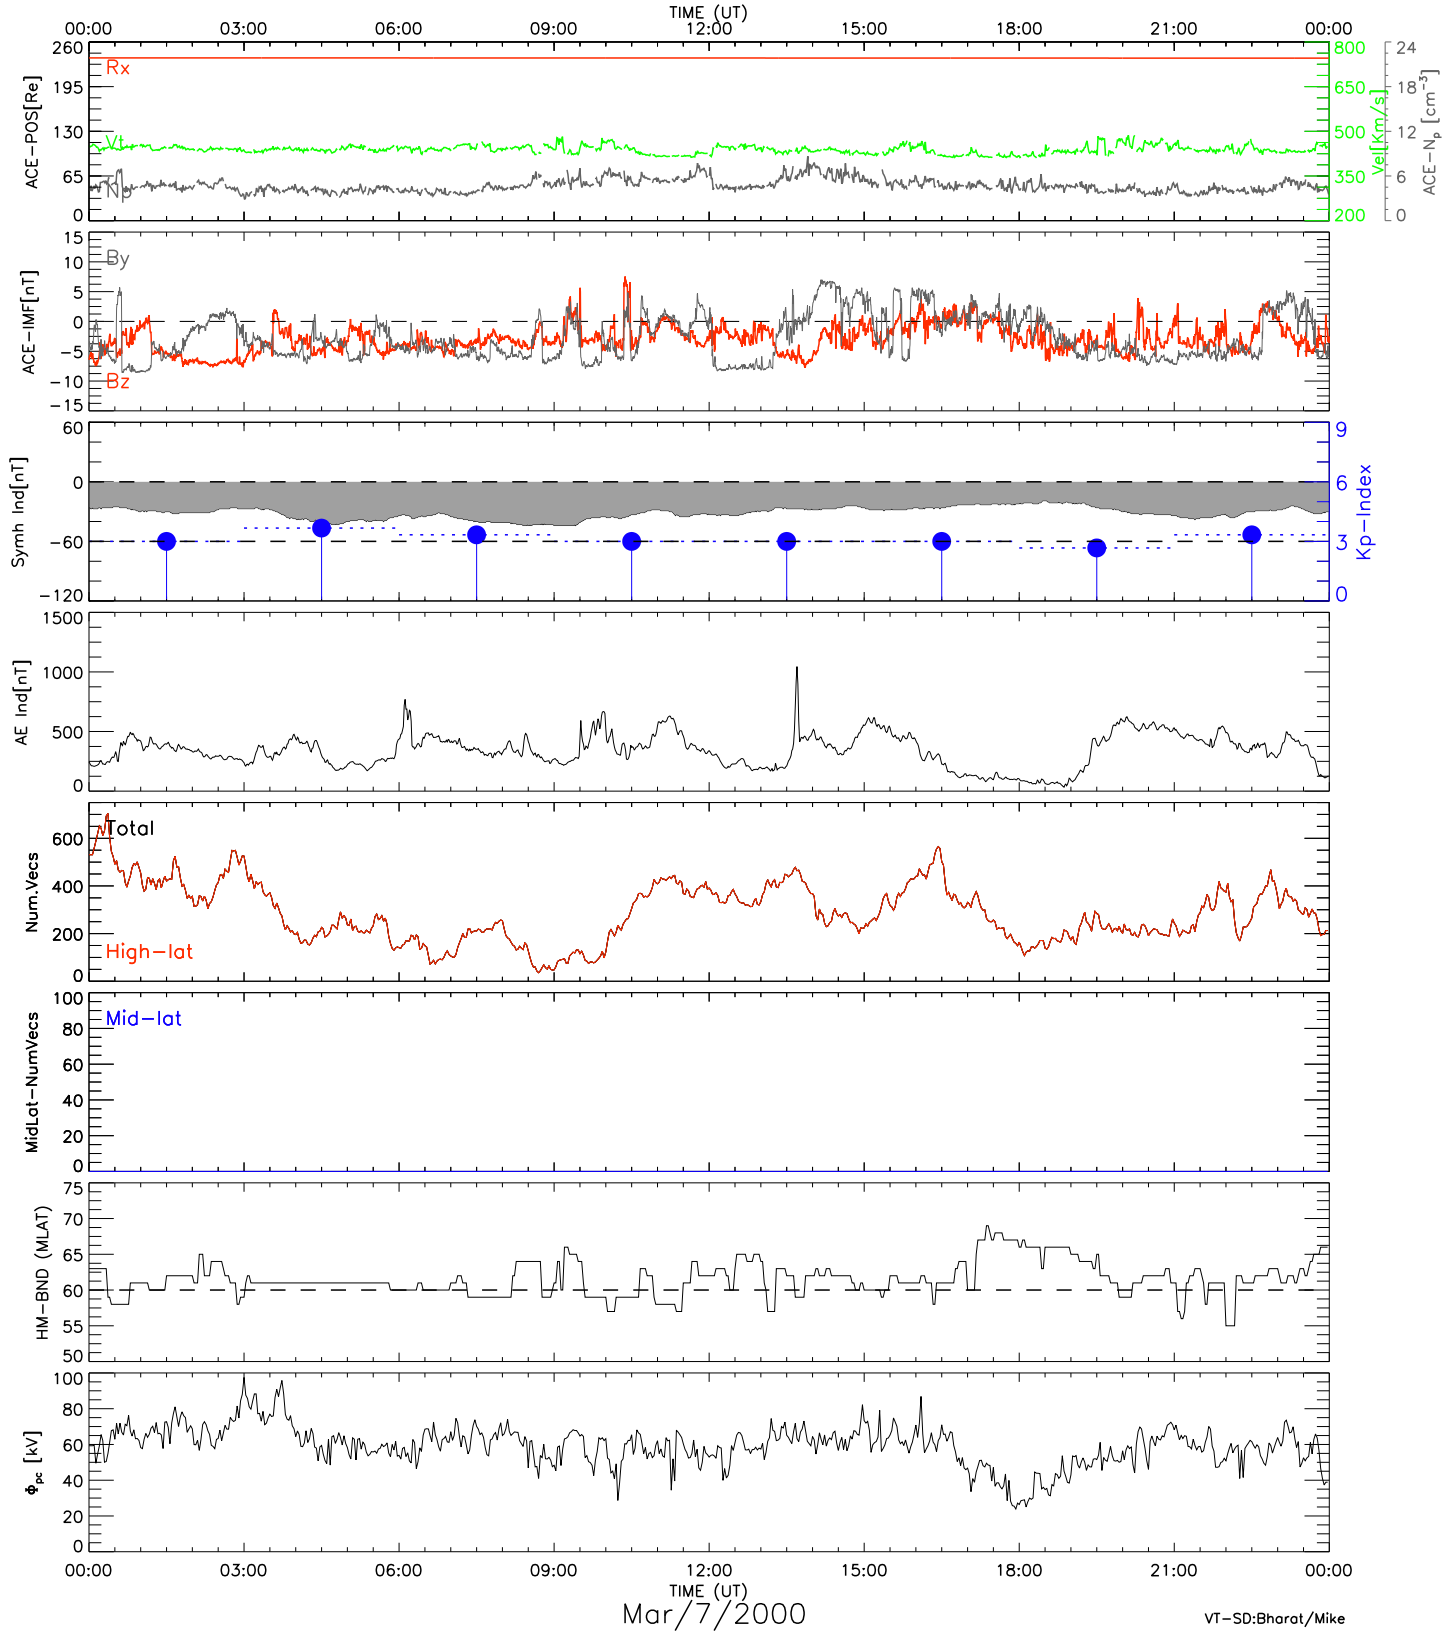 TIME (UT)
00:00 03:00 06:00 09:00 12:00 15:00 18:00 21:00 00:00
ACE-POS[Re]
260
195
130
65
0
Rx
Vt
Np
800
650
500
350
200
Vel[Km/s]
24
18
12
6
0
ACE-Np [cm-3]
ACE-IMF[nT]
15
10
5
0
-5
-10
-15
By
Bz
Symh Ind[nT]
60
0
-60
-120
9
6
3
0
Kp-Index
AE Ind[nT]
1500
1000
500
0
Num.Vecs
600
400
200
0
Total
High-lat
MidLat-NumVecs
100
80
60
40
20
0
Mid-lat
HM-BND (MLAT)
75
70
65
60
55
50
Φpc [kV]
100
80
60
40
20
0
00:00 03:00 06:00 09:00 12:00 15:00 18:00 21:00 00:00
TIME (UT)
Mar/7/2000
VT-SD:Bharat/Mike